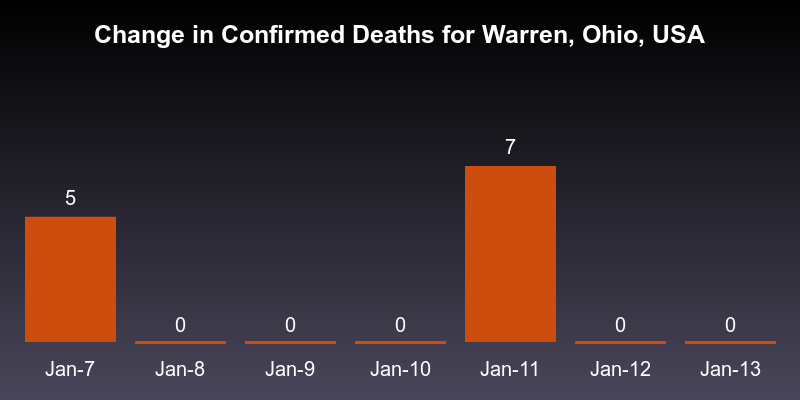 Change in Confirmed Deaths for Warren, Ohio, USA
7
5
0 0 0 0 0
Jan-7 Jan-8 Jan-9 Jan-10 Jan-11 Jan-12 Jan-13